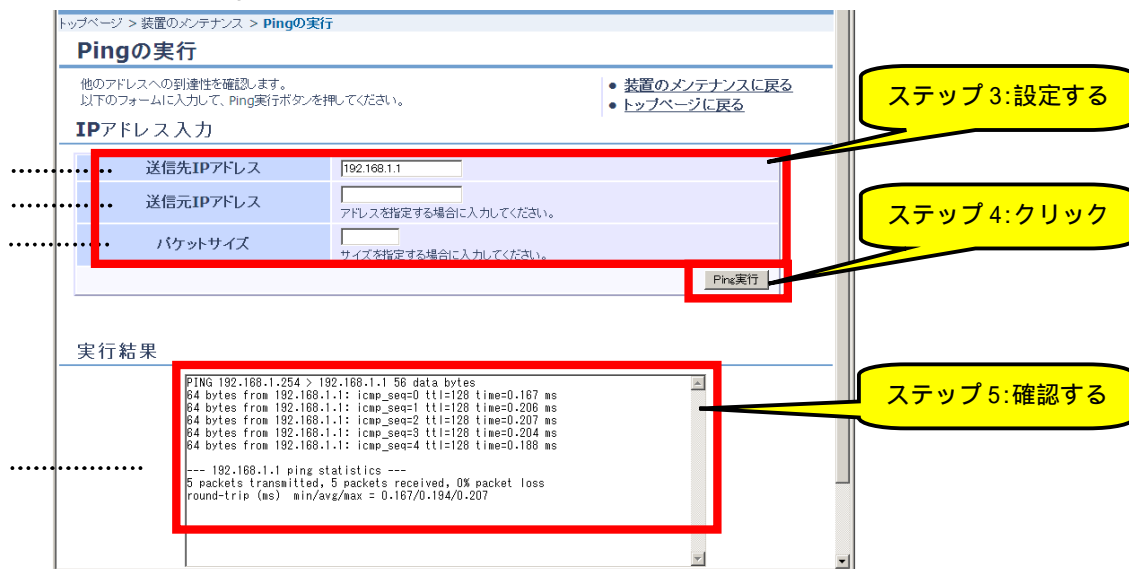 トップページ > 装置のメンテナンス > Pingの実行
Pingの実行
他のアドレスへの到達性を確認します。
以下のフォームに入力して、Ping実行ボタンを押してください。
• 装置のメンテナンスに戻る
• トップページに戻る
ステップ3:設定する
IPアドレス入力
送信先IPアドレス 192.168.1.1
送信元IPアドレス
アドレスを指定する場合に入力してください。
ステップ4:クリック
パケットサイズ
サイズを指定する場合に入力してください。
Ping実行
実行結果
PING 192.168.1.254 > 192.168.1.1 56 data bytes
64 bytes from 192.168.1.1: icmp_seq=0 ttl=128 time=0.167 ms
64 bytes from 192.168.1.1: icmp_seq=1 ttl=128 time=0.206 ms
64 bytes from 192.168.1.1: icmp_seq=2 ttl=128 time=0.207 ms
64 bytes from 192.168.1.1: icmp_seq=3 ttl=128 time=0.204 ms
64 bytes from 192.168.1.1: icmp_seq=4 ttl=128 time=0.188 ms
ステップ5:確認する
--- 192.168.1.1 ping statistics ---
5 packets transmitted, 5 packets received, 0% packet loss
round-trip (ms) min/avg/max = 0.167/0.194/0.207